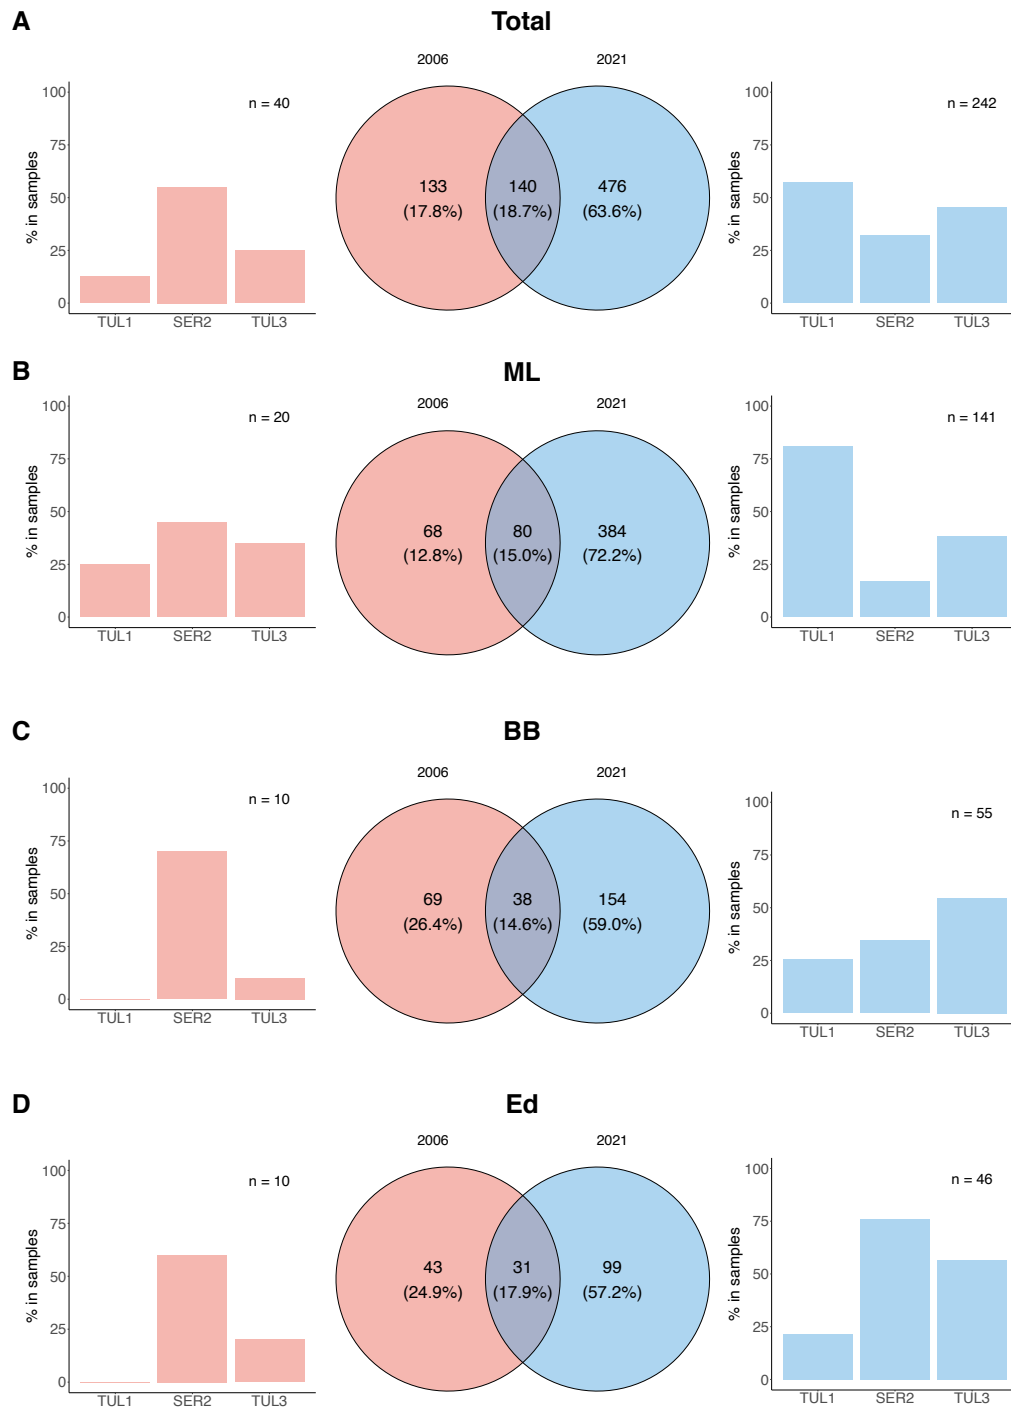 A
Total
2006
2021
100
75
50
25
0
% in samples
n = 40
TUL1 SER2 TUL3
133
(17.8%)
140
(18.7%)
476
(63.6%)
100
75
50
25
0
% in samples
n = 242
TUL1 SER2 TUL3
B
ML
2006
2021
100
75
50
25
0
% in samples
n = 20
TUL1 SER2 TUL3
68
(12.8%)
80
(15.0%)
384
(72.2%)
100
75
50
25
0
% in samples
n = 141
TUL1 SER2 TUL3
C
BB
2006
2021
100
75
50
25
0
% in samples
n = 10
TUL1 SER2 TUL3
69
(26.4%)
38
(14.6%)
154
(59.0%)
100
75
50
25
0
% in samples
n = 55
TUL1 SER2 TUL3
D
Ed
2006
2021
100
75
50
25
0
% in samples
n = 10
TUL1 SER2 TUL3
43
(24.9%)
31
(17.9%)
99
(57.2%)
100
75
50
25
0
% in samples
n = 46
TUL1 SER2 TUL3